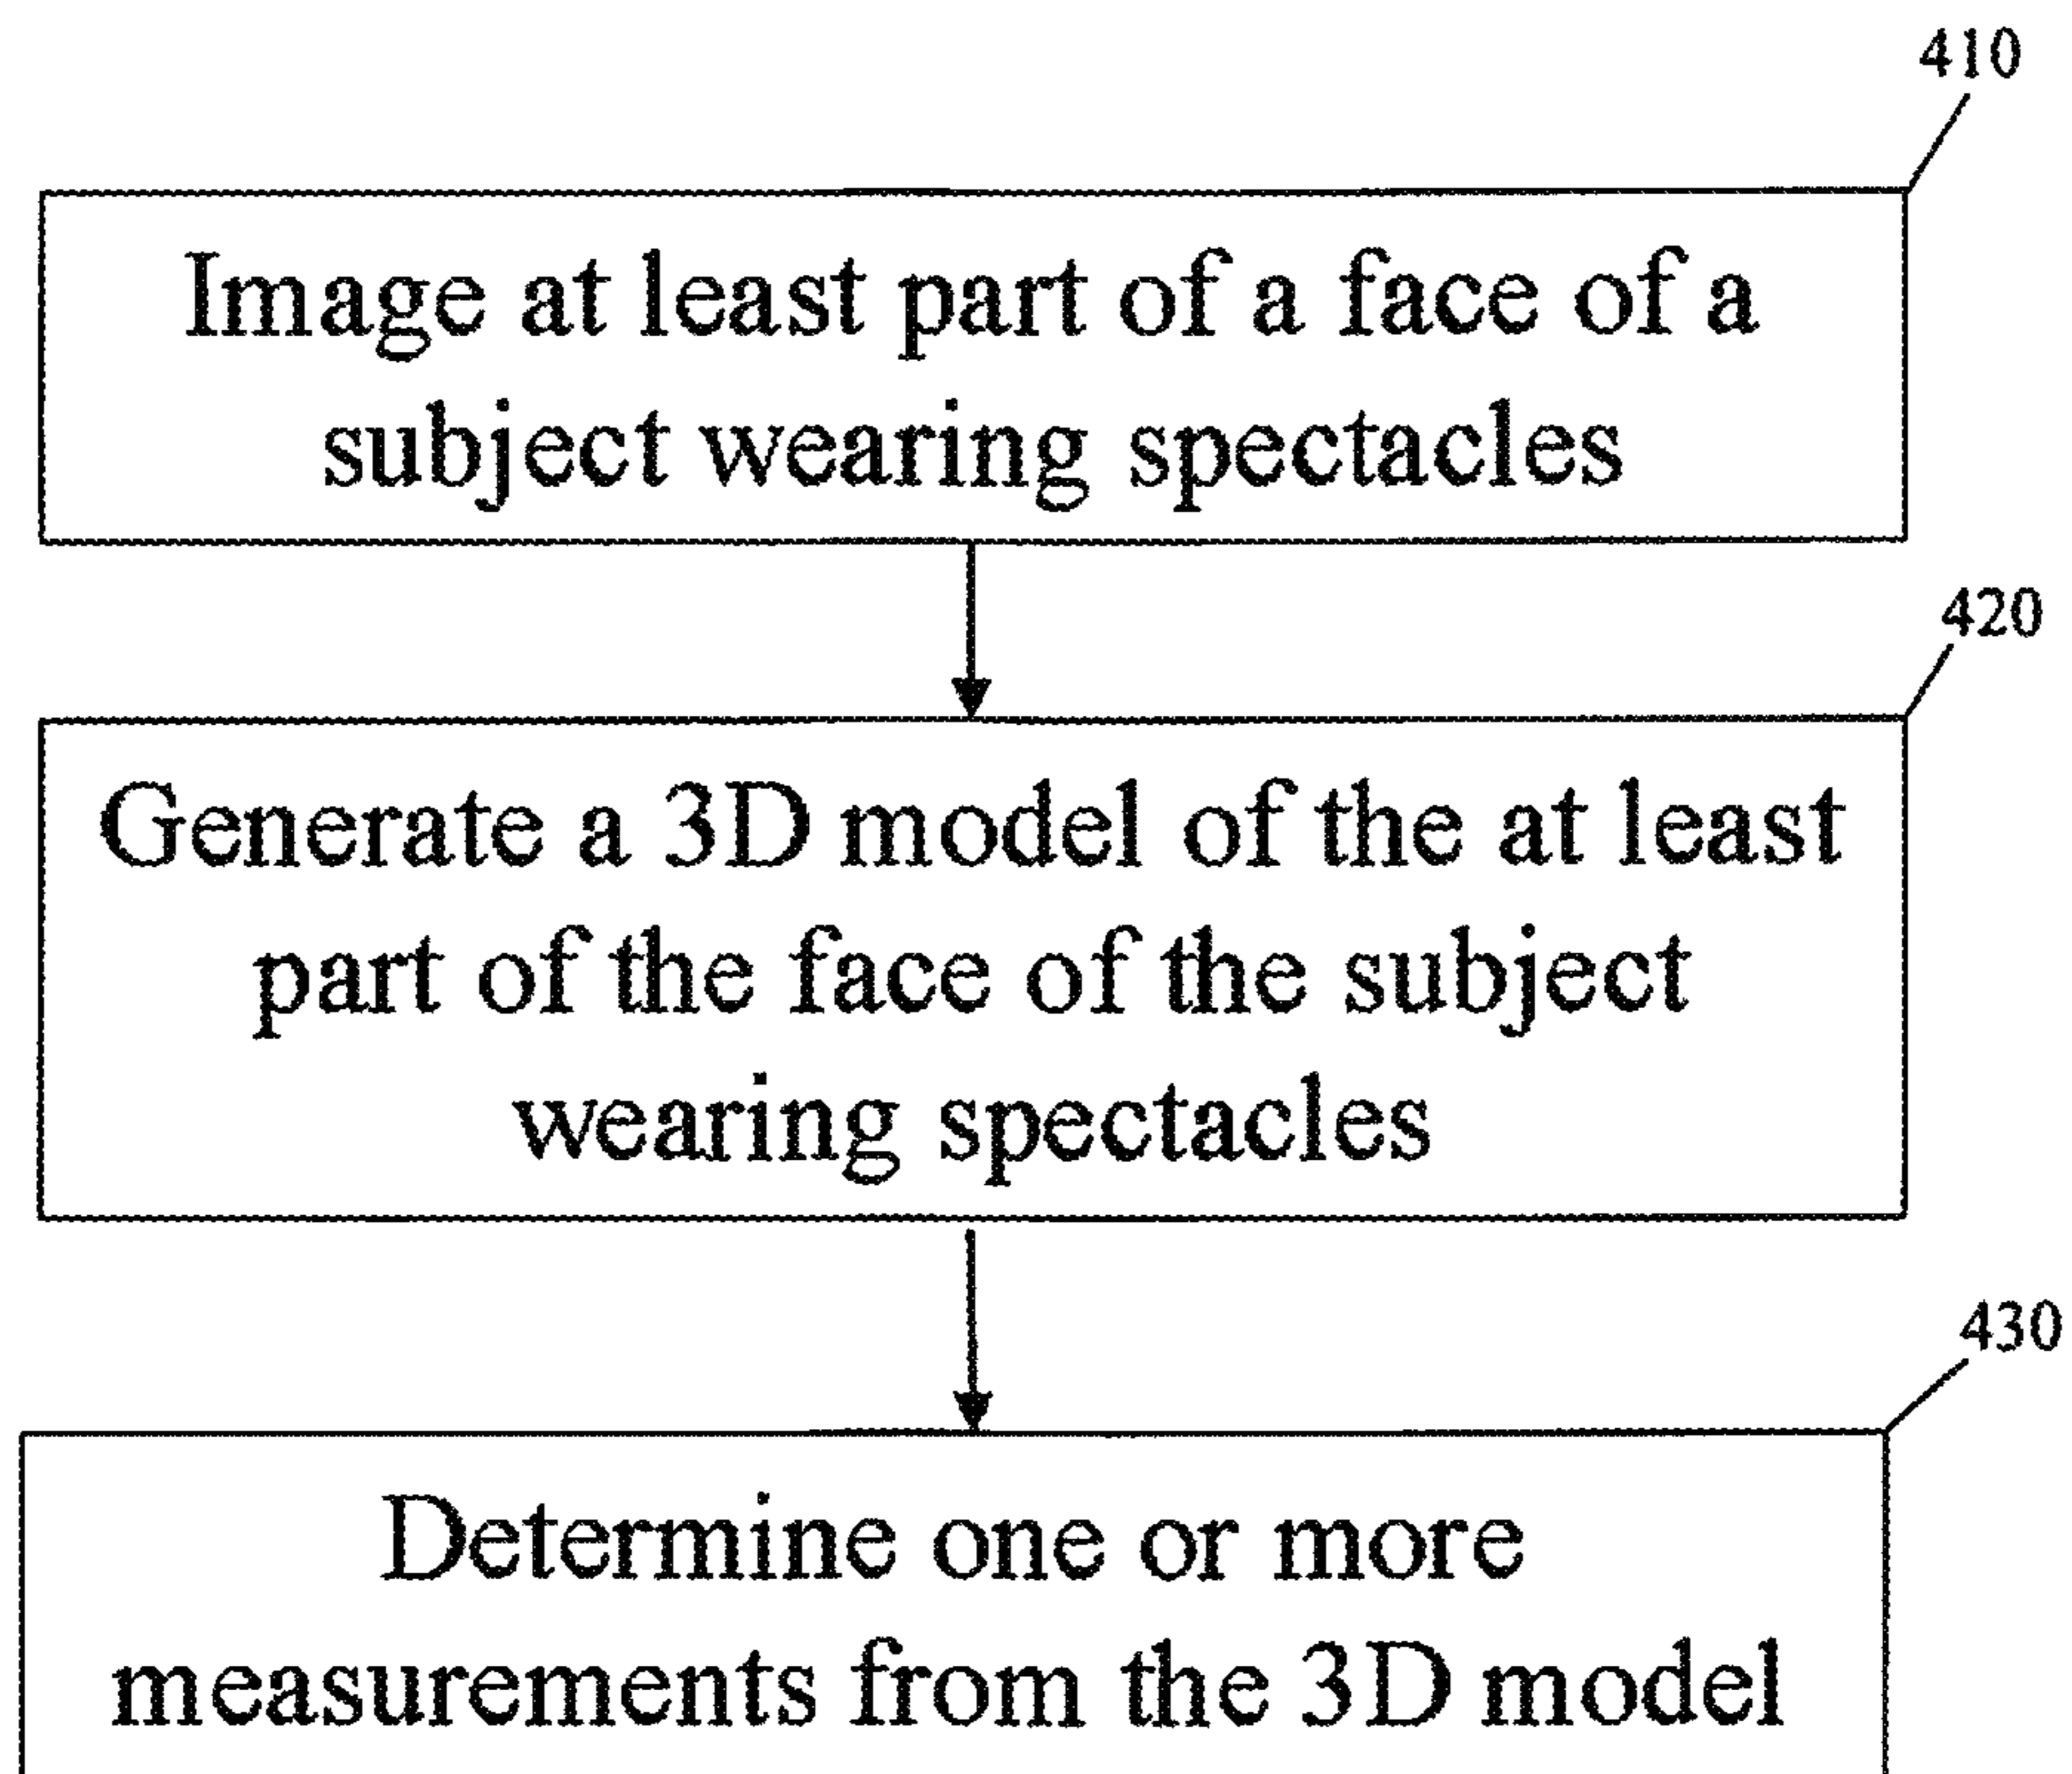 410
Image at least part of a face of a
subject wearing spectacles
420
Generate a 3D model of the at least
part of the face of the subject
wearing spectacles
430
Determine one or more
measurements from the 3D model